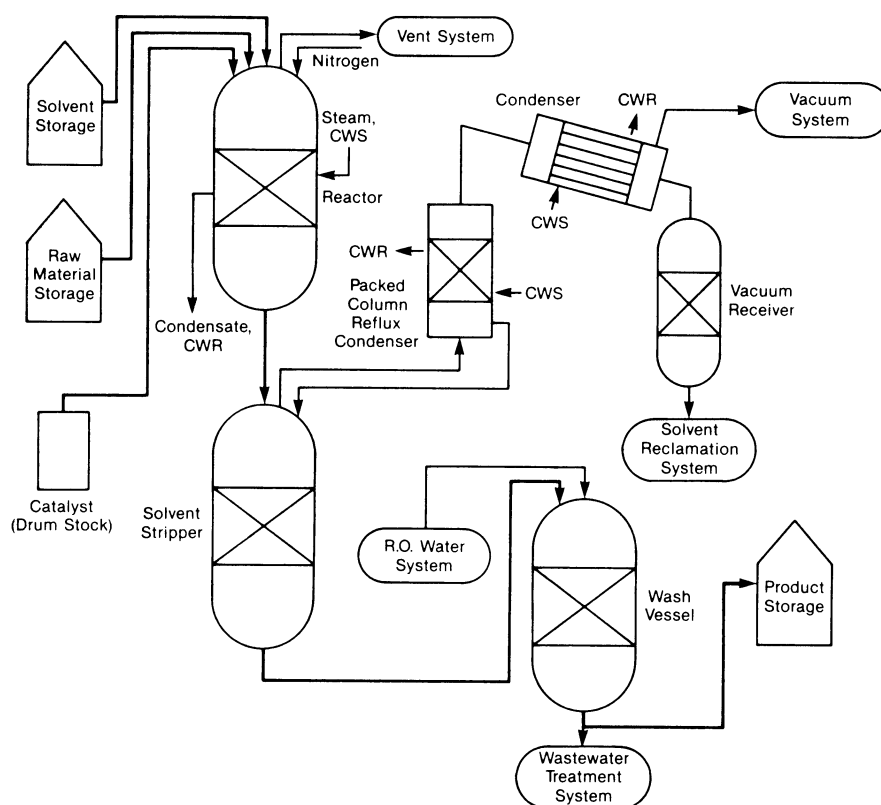 Vent System
Nitrogen
Solvent
Storage
Steam,
CWS
Reactor
Raw
Material
Storage
Condensate,
CWR
Catalyst
(Drum Stock)
Condenser
CWR
CWS
Vacuum
System
CWR
CWS
Packed
Column
Reflux
Condenser
Vacuum
Receiver
Solvent
Reclamation
System
Solvent
Stripper
R.O. Water
System
Wash
Vessel
Product
Storage
Wastewater
Treatment
System